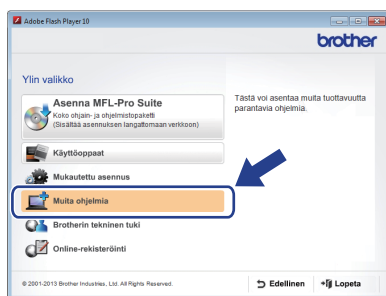 Adobe Flash Player 10
brother
Ylin valikko
Asenna MFL-Pro Suite
Koko ohjain- ja ohjelmistopaketti
(Sisältää asennuksen langattomaan verkkoon)
Tästä voi asentaa muita tuottavuutta
parantavia ohjelmia.
Käyttöoppaat
Mukautettu asennus
Muita ohjelmia
Brotherin tekninen tuki
Online-rekisteröinti
© 2001-2013 Brother Industries, Ltd. All Rights Reserved.
Edellinen
Lopeta